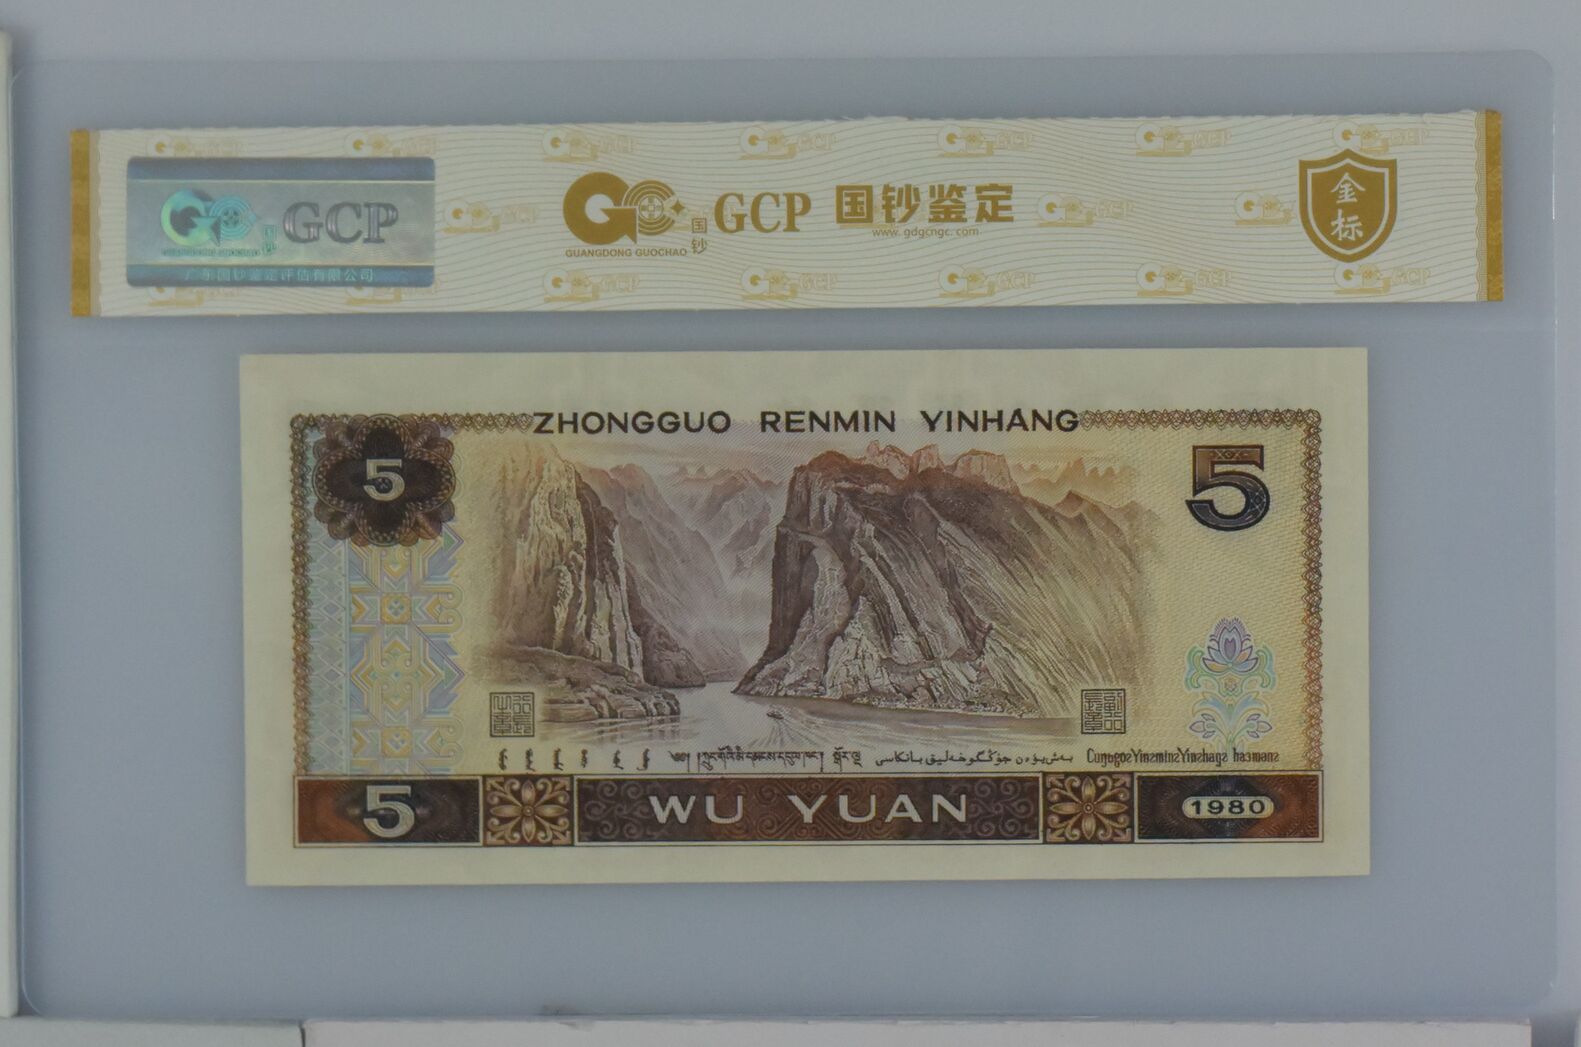 GCP
广东国钞鉴定评估有限公司
国钞
GUANGDONG GUOCHAO
GCP 国钞鉴定
www.gdgcngc.com
金标
ZHONGGUO RENMIN YINHANG
5
5
CuŋƣgoƨYinƨminƨYinƨhaŋƨ
5
WU YUAN
1980